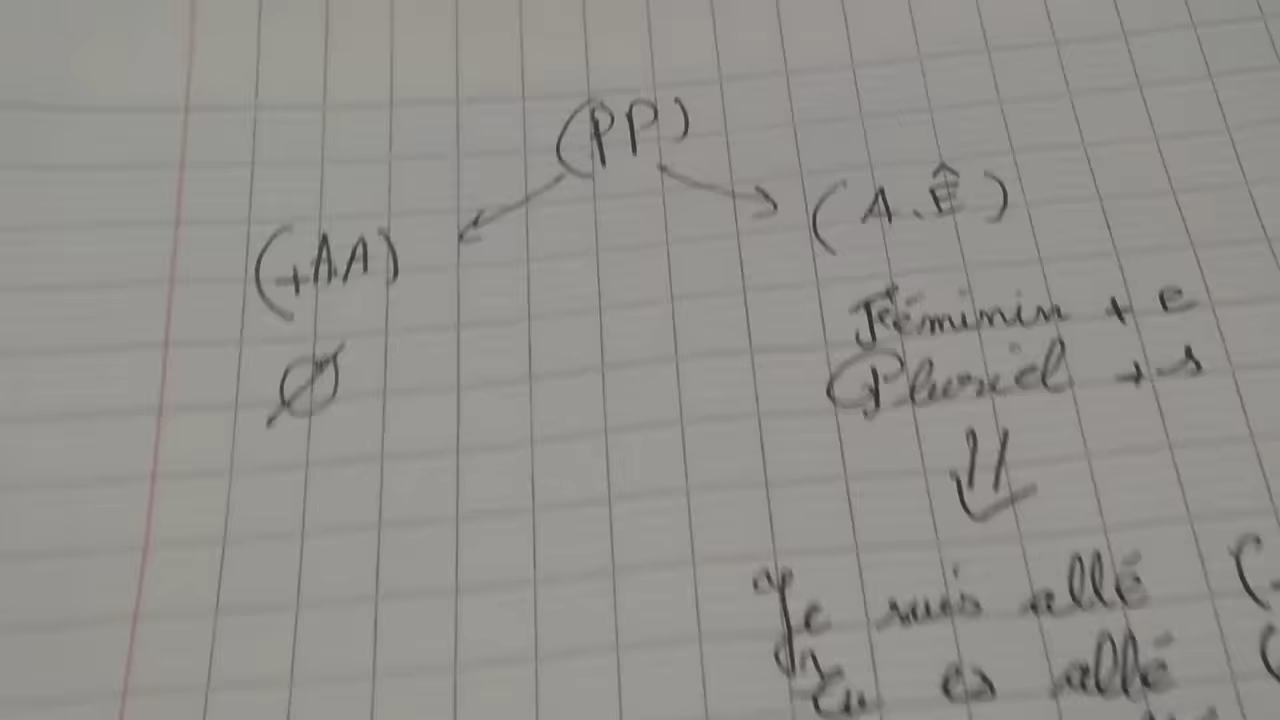 (PP)
(+AA)
(A.Ê)
Ø
Féminin + e
Pluriel + s
Je suis allé (
Tu es allé (